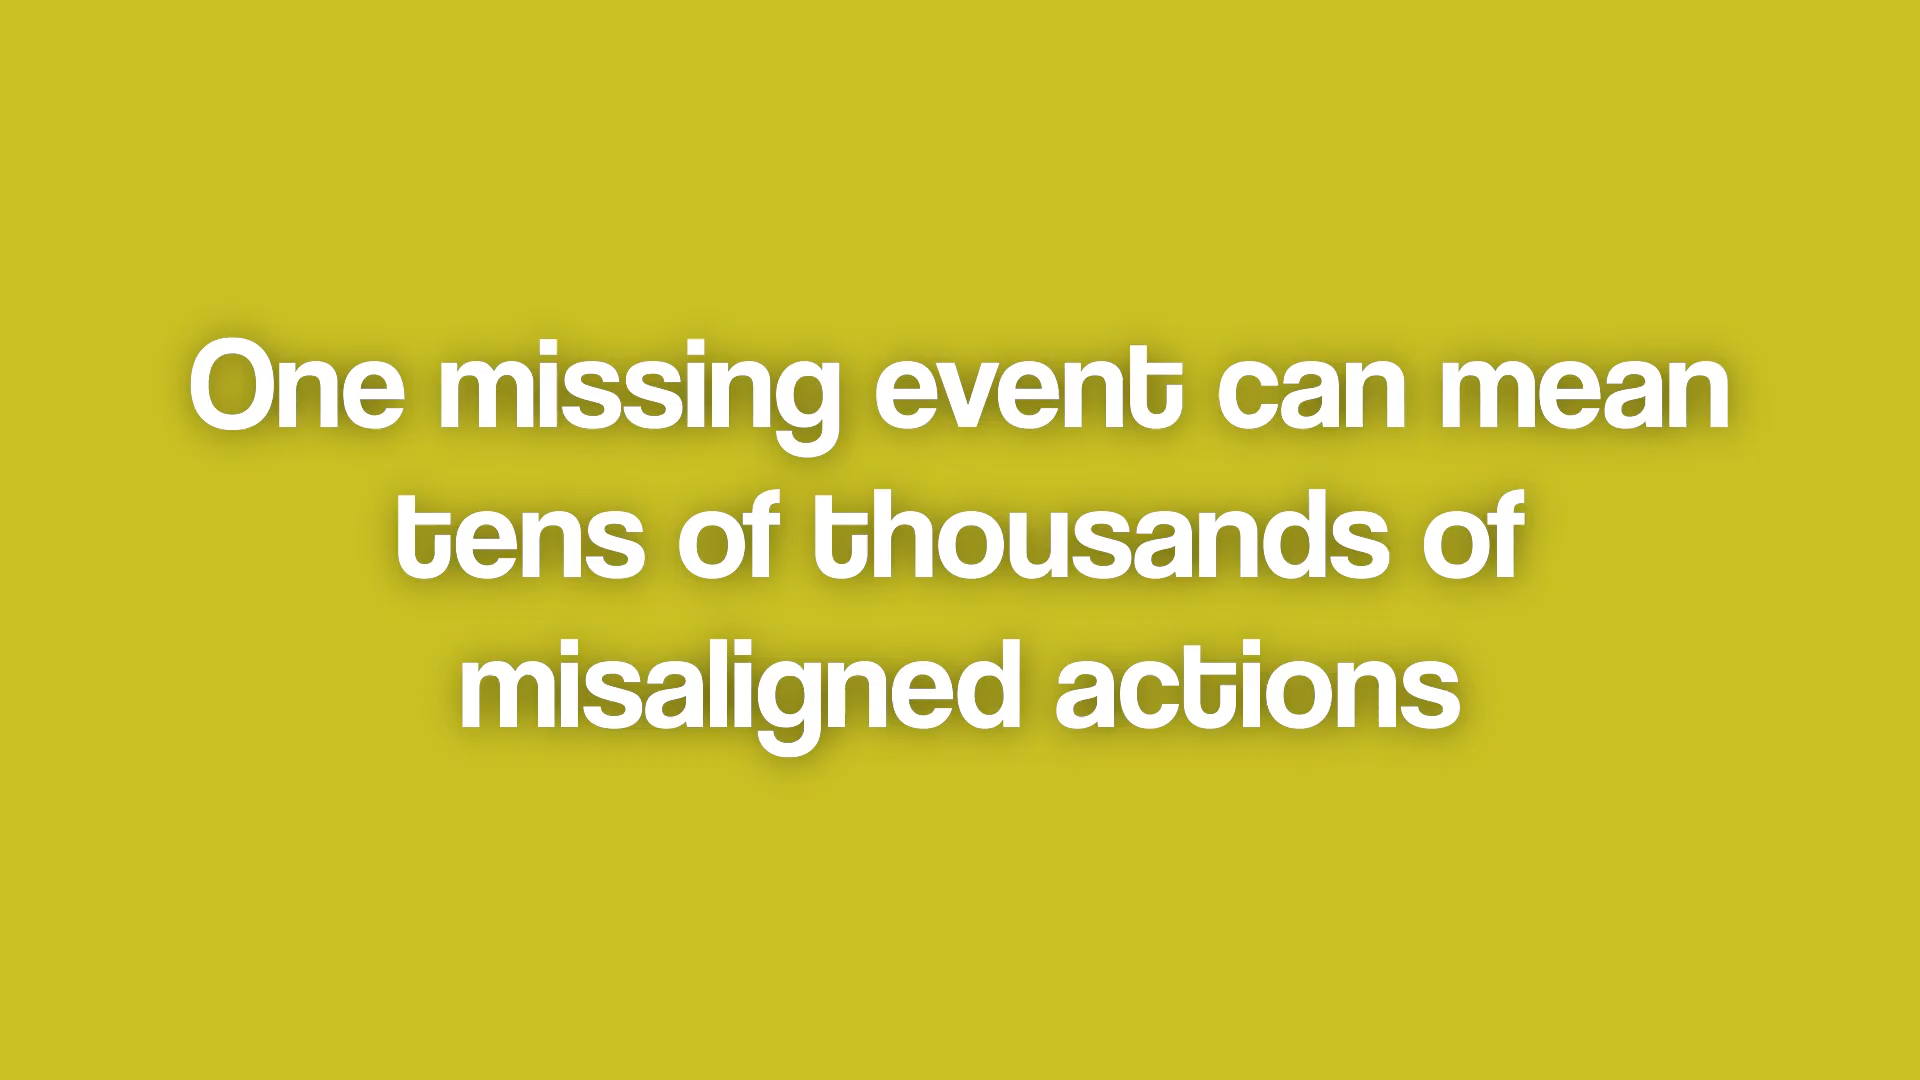 One missing event can mean
tens of thousands of
misaligned actions